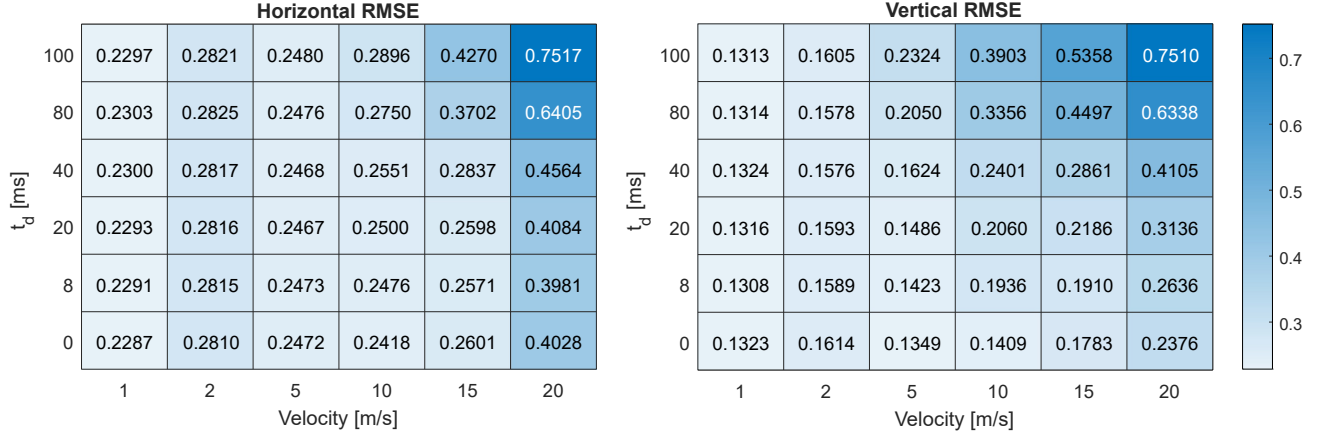 Horizontal RMSE
t_d [ms]
100 0.2297 0.2821 0.2480 0.2896 0.4270 0.7517
80 0.2303 0.2825 0.2476 0.2750 0.3702 0.6405
40 0.2300 0.2817 0.2468 0.2551 0.2837 0.4564
20 0.2293 0.2816 0.2467 0.2500 0.2598 0.4084
8 0.2291 0.2815 0.2473 0.2476 0.2571 0.3981
0 0.2287 0.2810 0.2472 0.2418 0.2601 0.4028
1 2 5 10 15 20
Velocity [m/s]
Vertical RMSE
t_d [ms]
100 0.1313 0.1605 0.2324 0.3903 0.5358 0.7510
80 0.1314 0.1578 0.2050 0.3356 0.4497 0.6338
40 0.1324 0.1576 0.1624 0.2401 0.2861 0.4105
20 0.1316 0.1593 0.1486 0.2060 0.2186 0.3136
8 0.1308 0.1589 0.1423 0.1936 0.1910 0.2636
0 0.1323 0.1614 0.1349 0.1409 0.1783 0.2376
1 2 5 10 15 20
Velocity [m/s]
0.7
0.6
0.5
0.4
0.3